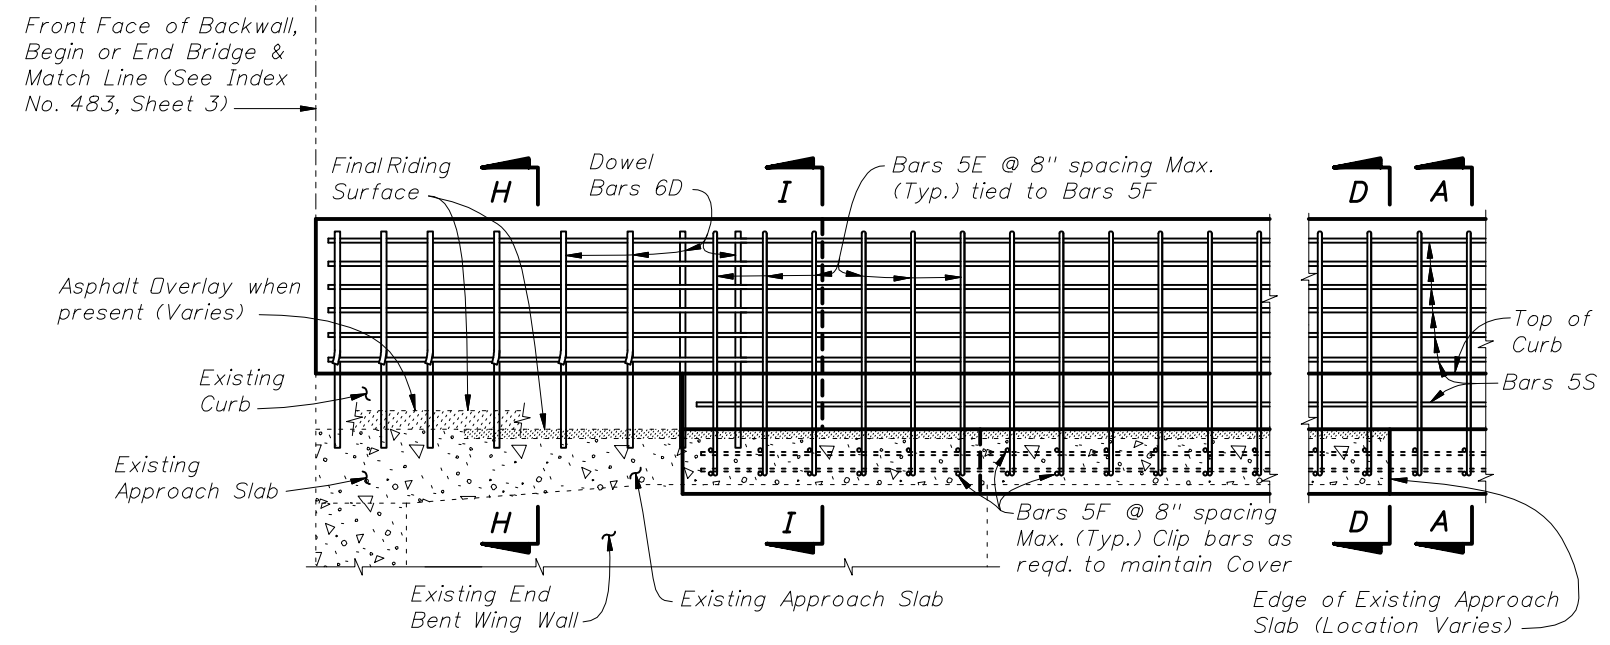 Front Face of Backwall,
Begin or End Bridge &
Match Line (See Index
No. 483, Sheet 3)
Final Riding
Surface
H
Dowel
Bars 6D
I
Bars 5E @ 8" spacing Max.
(Typ.) tied to Bars 5F
D
A
Asphalt Overlay when
present (Varies)
Top of
Curb
Existing
Curb
Bars 5S
Existing
Approach Slab
H
I
Bars 5F @ 8" spacing
Max. (Typ.) Clip bars as
reqd. to maintain Cover
D
A
Existing End
Bent Wing Wall
Existing Approach Slab
Edge of Existing Approach
Slab (Location Varies)